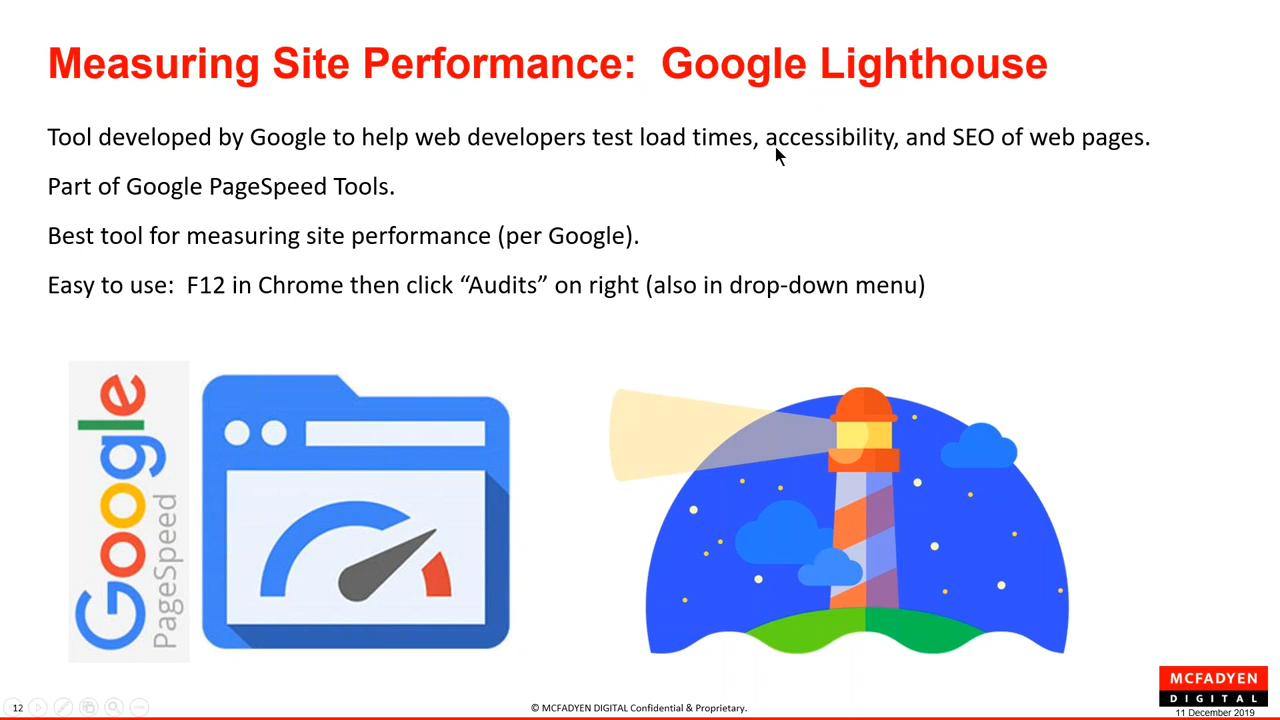 Measuring Site Performance:  Google Lighthouse
Tool developed by Google to help web developers test load times, accessibility, and SEO of web pages.
Part of Google PageSpeed Tools.
Best tool for measuring site performance (per Google).
Easy to use:  F12 in Chrome then click “Audits” on right (also in drop-down menu)
Google
PageSpeed
12
© MCFADYEN DIGITAL Confidential & Proprietary.
MCFADYEN
DIGITAL
11 December 2019